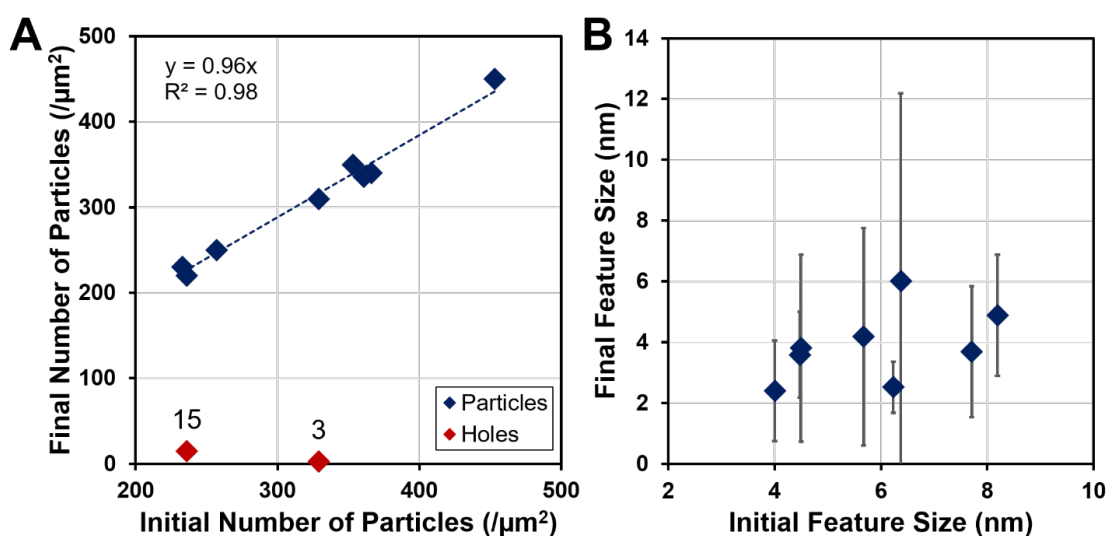 A
Final Number of Particles (/μm²)
500
400
300
200
100
0
y = 0.96x
R² = 0.98
15
3
Particles
Holes
200
300
400
500
Initial Number of Particles (/μm²)
B
Final Feature Size (nm)
14
12
10
8
6
4
2
0
2
4
6
8
10
Initial Feature Size (nm)